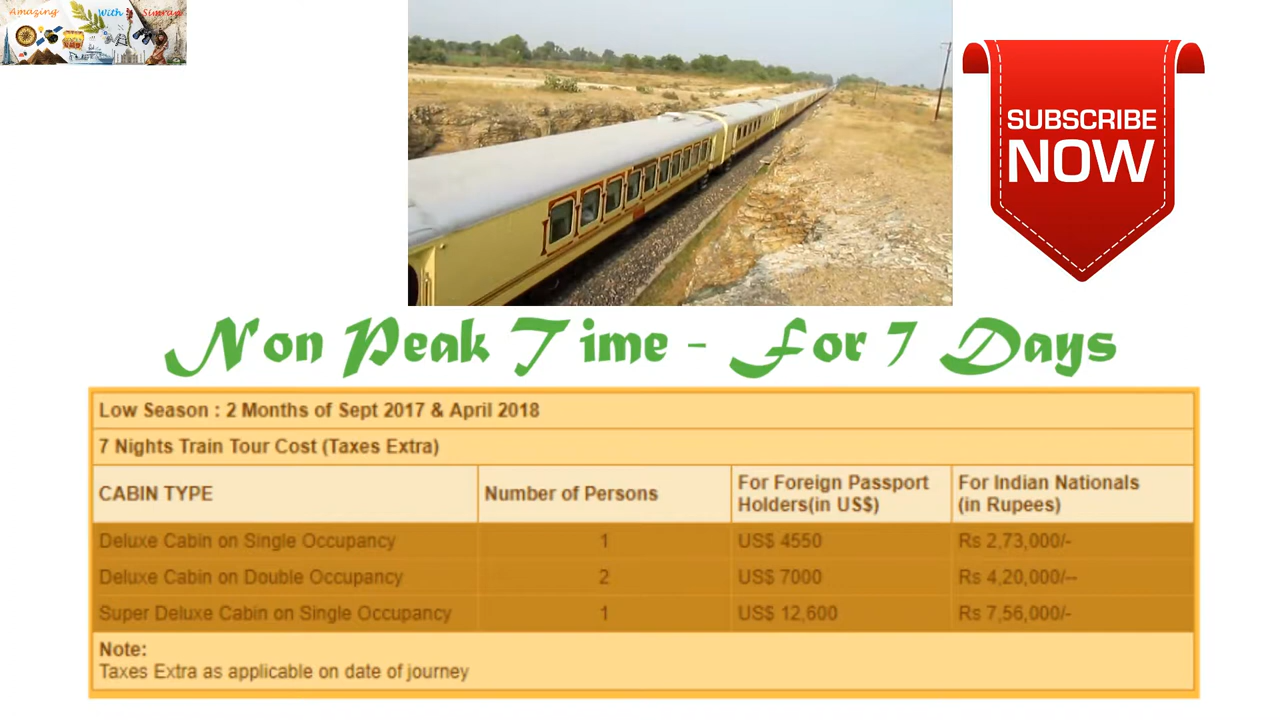 Amazing With Simran
SUBSCRIBE
NOW
Non Peak Time - For 7 Days
Low Season : 2 Months of Sept 2017 & April 2018
7 Nights Train Tour Cost (Taxes Extra)
CABIN TYPE
Number of Persons
For Foreign Passport
Holders(in US$)
For Indian Nationals
(in Rupees)
Deluxe Cabin on Single Occupancy 1 US$ 4550 Rs 2,73,000/-
Deluxe Cabin on Double Occupancy 2 US$ 7000 Rs 4,20,000/--
Super Deluxe Cabin on Single Occupancy 1 US$ 12,600 Rs 7,56,000/-
Note:
Taxes Extra as applicable on date of journey